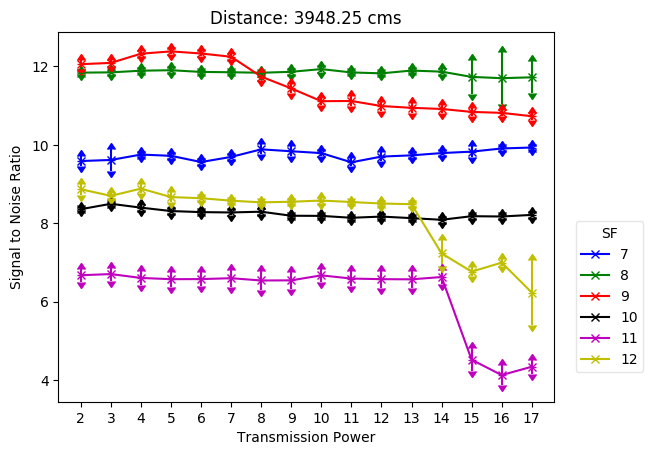 Distance: 3948.25 cms
Signal to Noise Ratio
12
10
8
6
4
2 3 4 5 6 7 8 9 10 11 12 13 14 15 16 17
Transmission Power
SF
7
8
9
10
11
12